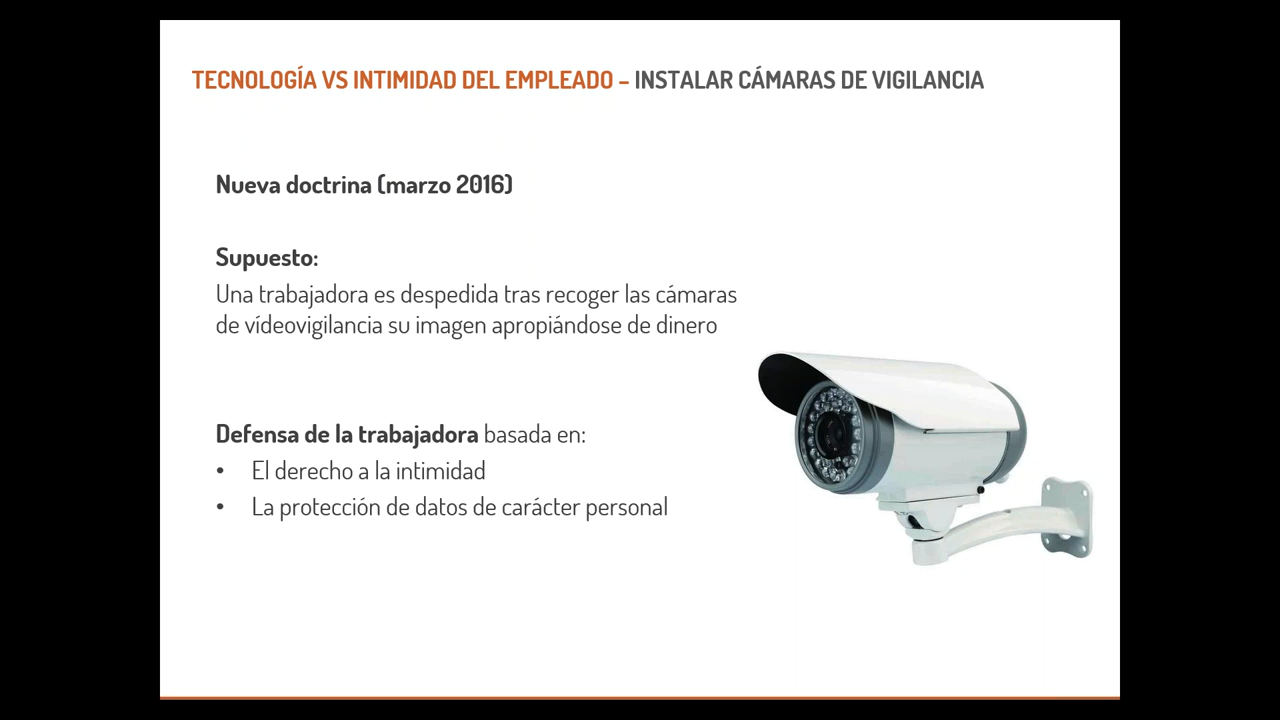 TECNOLOGÍA VS INTIMIDAD DEL EMPLEADO – INSTALAR CÁMARAS DE VIGILANCIA
Nueva doctrina (marzo 2016)
Supuesto:
Una trabajadora es despedida tras recoger las cámaras
de vídeovigilancia su imagen apropiándose de dinero
Defensa de la trabajadora basada en:
• El derecho a la intimidad
• La protección de datos de carácter personal